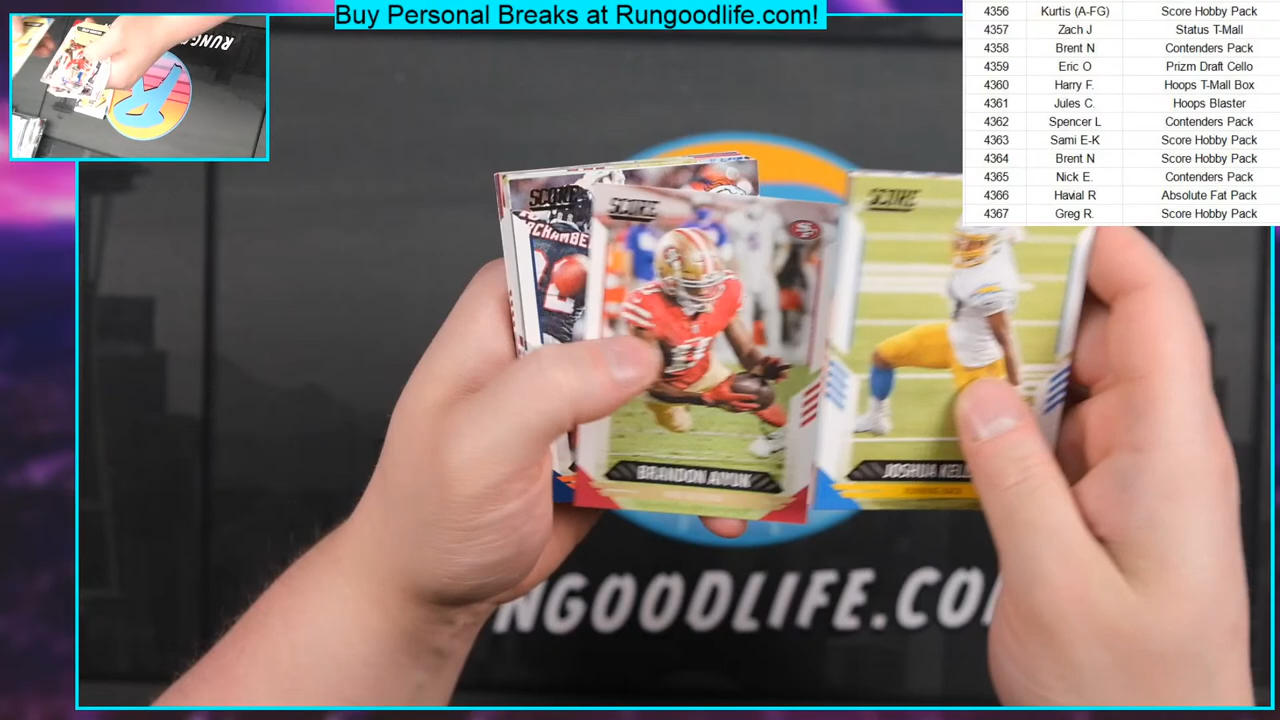 Buy Personal Breaks at Rungoodlife.com!
4356 Kurtis (A-FG) Score Hobby Pack
4357 Zach J Status T-Mall
4358 Brent N Contenders Pack
4359 Eric O Prizm Draft Cello
4360 Harry F. Hoops T-Mall Box
4361 Jules C. Hoops Blaster
4362 Spencer L Contenders Pack
4363 Sami E-K Score Hobby Pack
4364 Brent N Score Hobby Pack
4365 Nick E. Contenders Pack
4366 Havial R Absolute Fat Pack
4367 Greg R. Score Hobby Pack
SCORE
SCORE
SCORE
BRANDON AIYUK
JOSHUA KELL
NGOODLIFE.CO